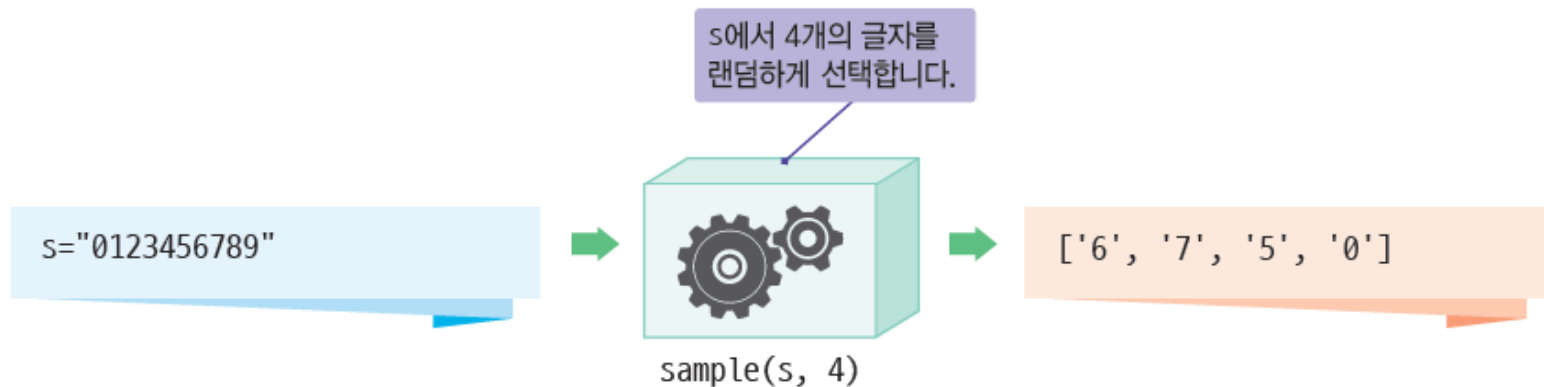 s에서 4개의 글자를
랜덤하게 선택합니다.
s="0123456789"
['6', '7', '5', '0']
sample(s, 4)